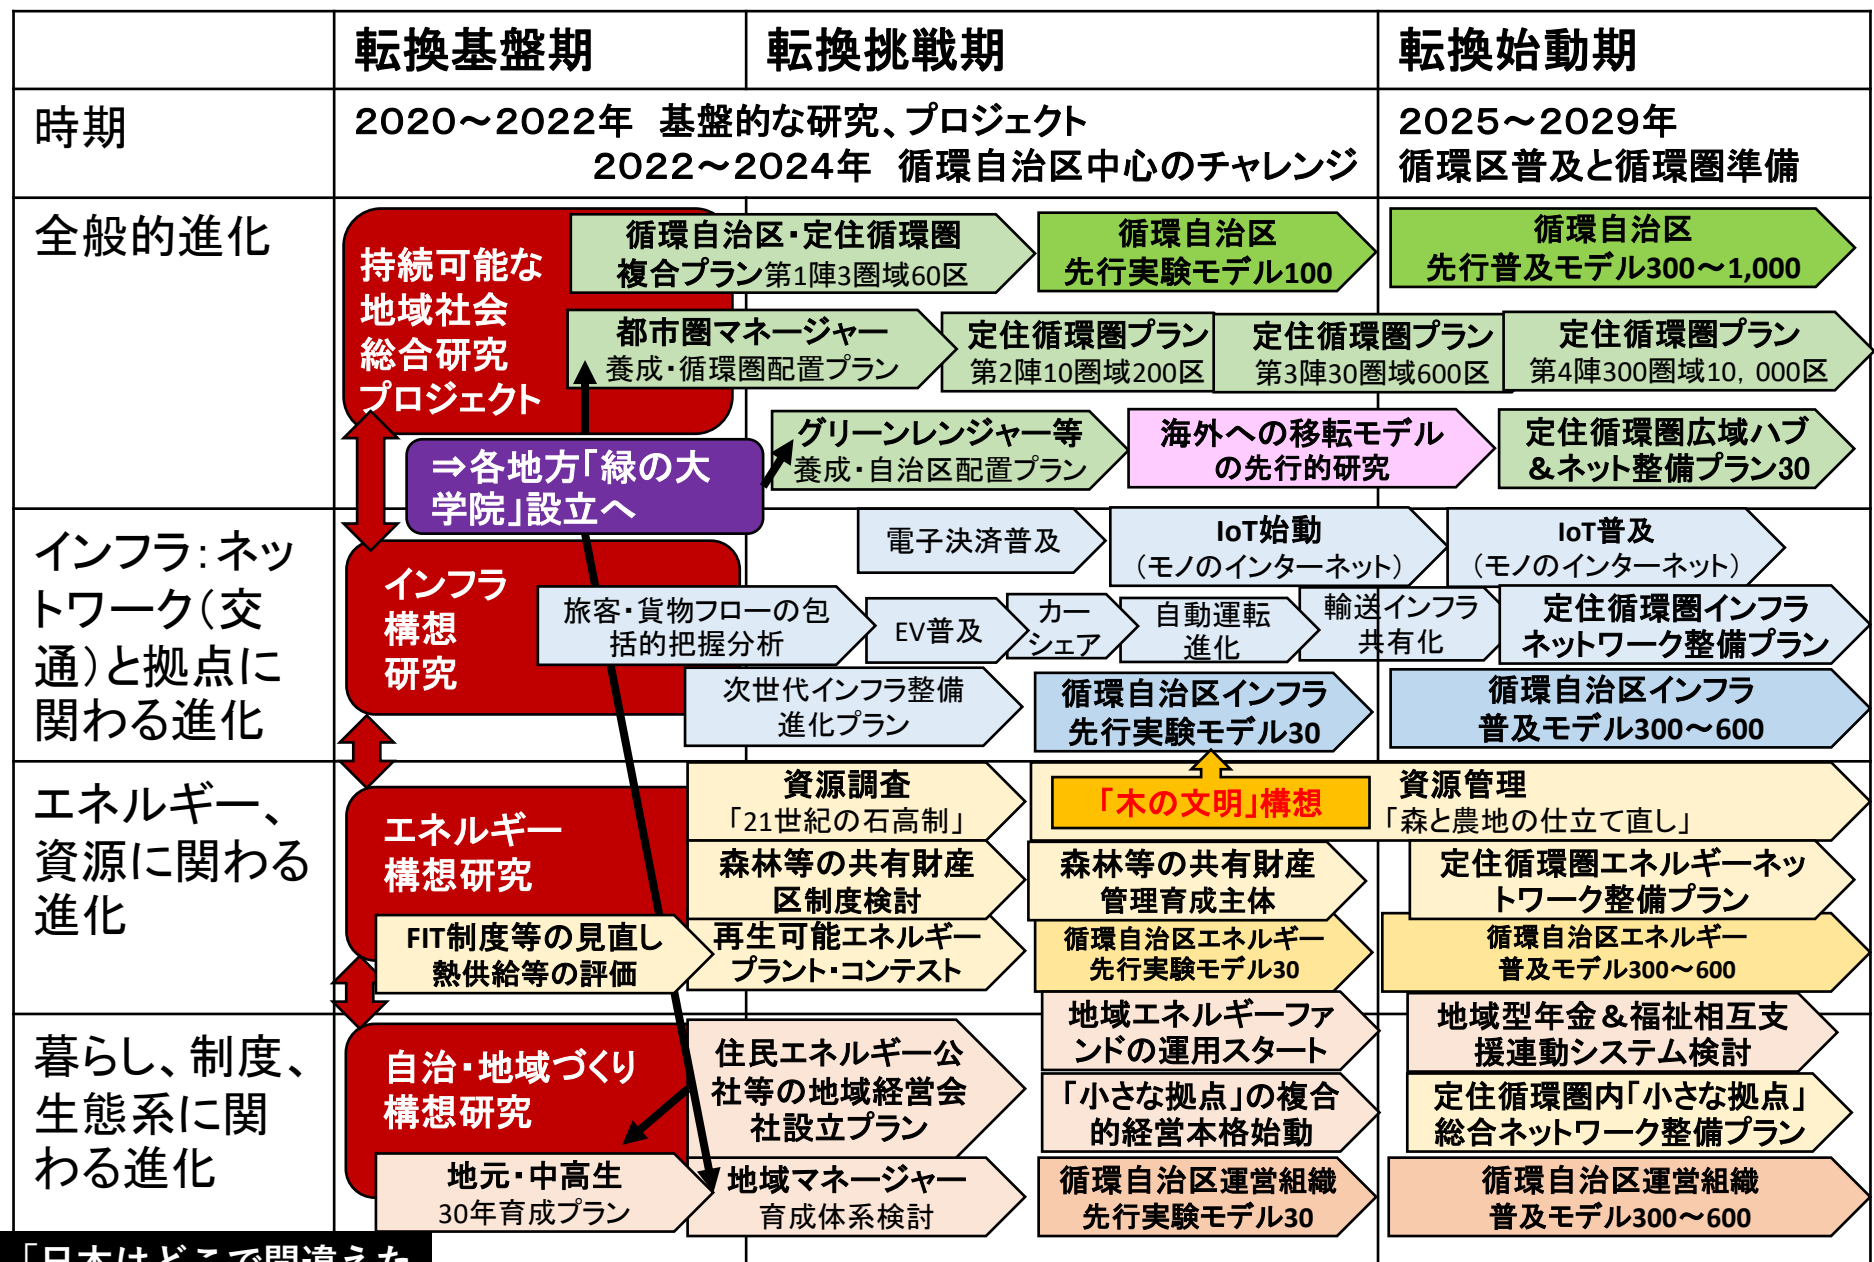 転換基盤期
転換挑戦期
転換始動期
時期
2020～2022年 基盤的な研究、プロジェクト
2022～2024年 循環自治区中心のチャレンジ
2025～2029年
循環区普及と循環圏準備
全般的進化
持続可能な
地域社会
総合研究
プロジェクト
循環自治区・定住循環圏
複合プラン第1陣3圏域60区
循環自治区
先行実験モデル100
循環自治区
先行普及モデル300～1,000
都市圏マネージャー
養成・循環圏配置プラン
定住循環圏プラン
第2陣10圏域200区
定住循環圏プラン
第3陣30圏域600区
定住循環圏プラン
第4陣300圏域10，000区
⇒各地方「緑の大
学院」設立へ
グリーンレンジャー等
養成・自治区配置プラン
海外への移転モデル
の先行的研究
定住循環圏広域ハブ
＆ネット整備プラン30
インフラ：ネッ
トワーク（交
通）と拠点に
関わる進化
インフラ
構想
研究
電子決済普及
IoT始動
（モノのインターネット）
IoT普及
（モノのインターネット）
旅客・貨物フローの包
括的把握分析
EV普及
カー
シェア
自動運転
進化
輸送インフラ
共有化
定住循環圏インフラ
ネットワーク整備プラン
次世代インフラ整備
進化プラン
循環自治区インフラ
先行実験モデル30
循環自治区インフラ
普及モデル300～600
エネルギー、
資源に関わる
進化
エネルギー
構想研究
資源調査
「21世紀の石高制」
「木の文明」構想
資源管理
「森と農地の仕立て直し」
森林等の共有財産
区制度検討
森林等の共有財産
管理育成主体
定住循環圏エネルギーネッ
トワーク整備プラン
FIT制度等の見直し
熱供給等の評価
再生可能エネルギー
プラント・コンテスト
循環自治区エネルギー
先行実験モデル30
循環自治区エネルギー
普及モデル300～600
暮らし、制度、
生態系に関
わる進化
自治・地域づくり
構想研究
住民エネルギー公
社等の地域経営会
社設立プラン
地域エネルギーファ
ンドの運用スタート
地域型年金＆福祉相互支
援連動システム検討
「小さな拠点」の複合
的経営本格始動
定住循環圏内「小さな拠点」
総合ネットワーク整備プラン
地元・中高生
30年育成プラン
地域マネージャー
育成体系検討
循環自治区運営組織
先行実験モデル30
循環自治区運営組織
普及モデル300～600
「日本はどこで間違えた